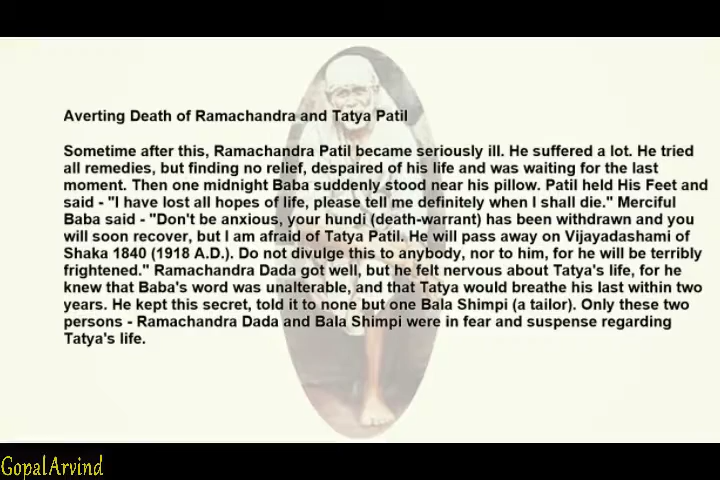 Averting Death of Ramachandra and Tatya Patil
Sometime after this, Ramachandra Patil became seriously ill. He suffered a lot. He tried
all remedies, but finding no relief, despaired of his life and was waiting for the last
moment. Then one midnight Baba suddenly stood near his pillow. Patil held His Feet and
said - "I have lost all hopes of life, please tell me definitely when I shall die." Merciful
Baba said - "Don't be anxious, your hundi (death-warrant) has been withdrawn and you
will soon recover, but I am afraid of Tatya Patil. He will pass away on Vijayadashami of
Shaka 1840 (1918 A.D.). Do not divulge this to anybody, nor to him, for he will be terribly
frightened." Ramachandra Dada got well, but he felt nervous about Tatya's life, for he
knew that Baba's word was unalterable, and that Tatya would breathe his last within two
years. He kept this secret, told it to none but one Bala Shimpi (a tailor). Only these two
persons - Ramachandra Dada and Bala Shimpi were in fear and suspense regarding
Tatya's life.
GopalArvind